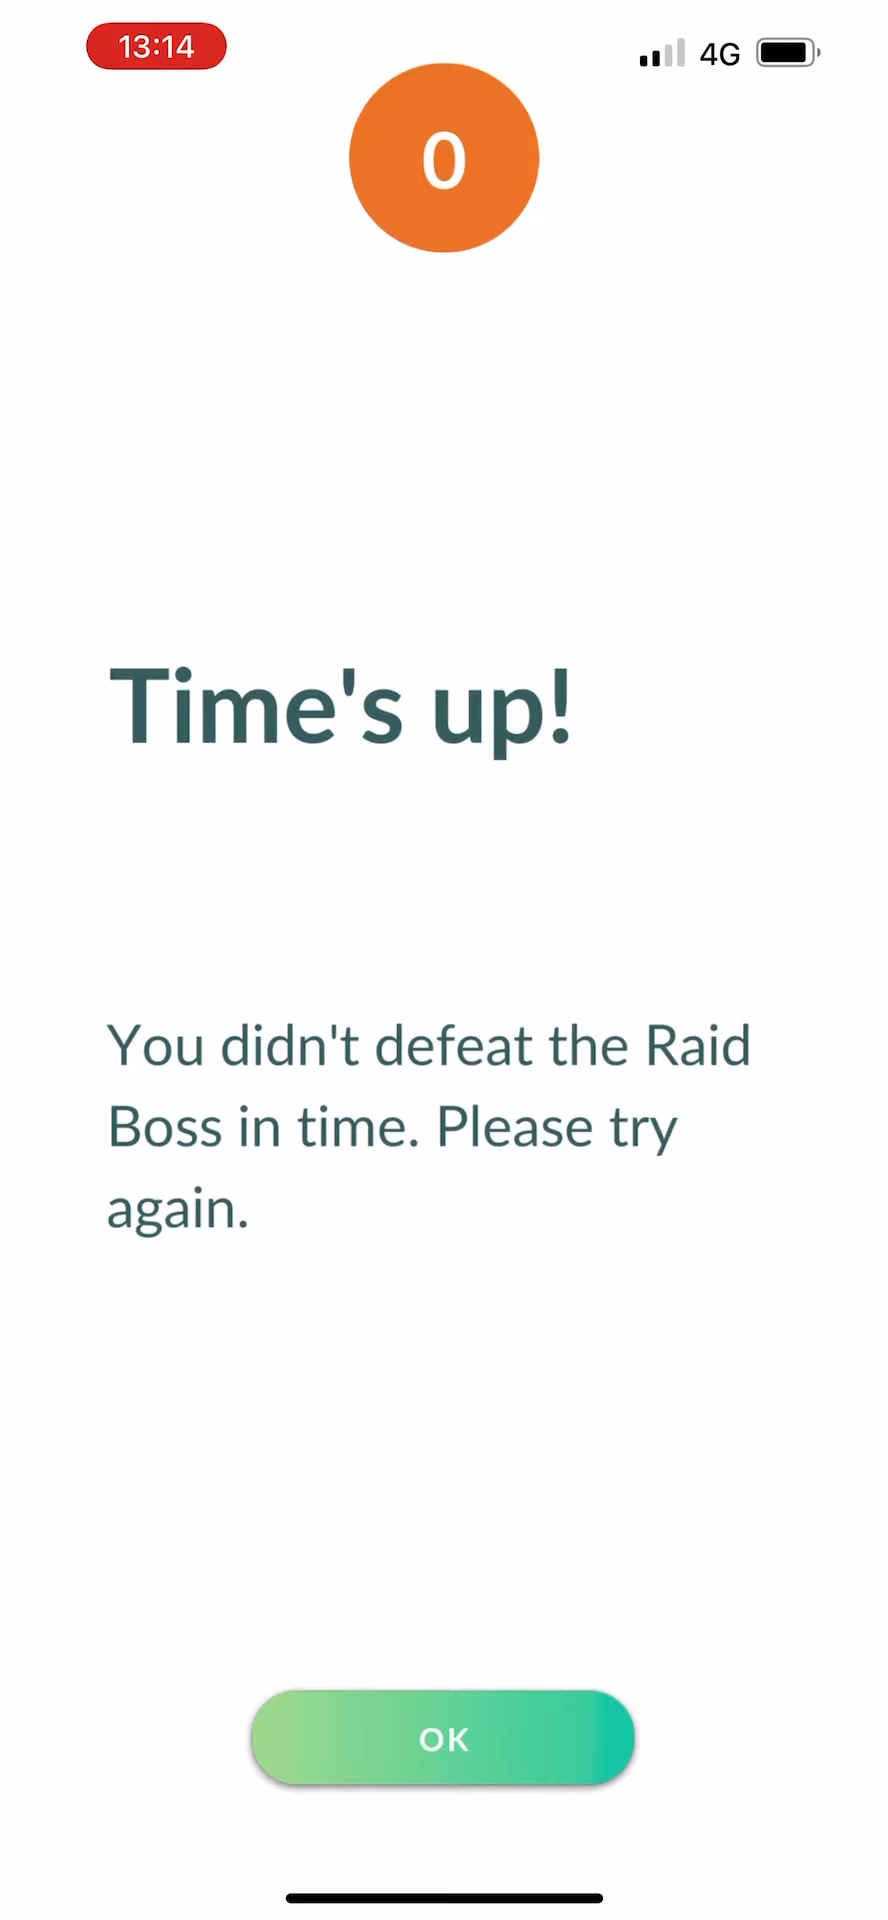 13:14
4G
0
Time's up!
You didn't defeat the Raid
Boss in time. Please try
again.
OK